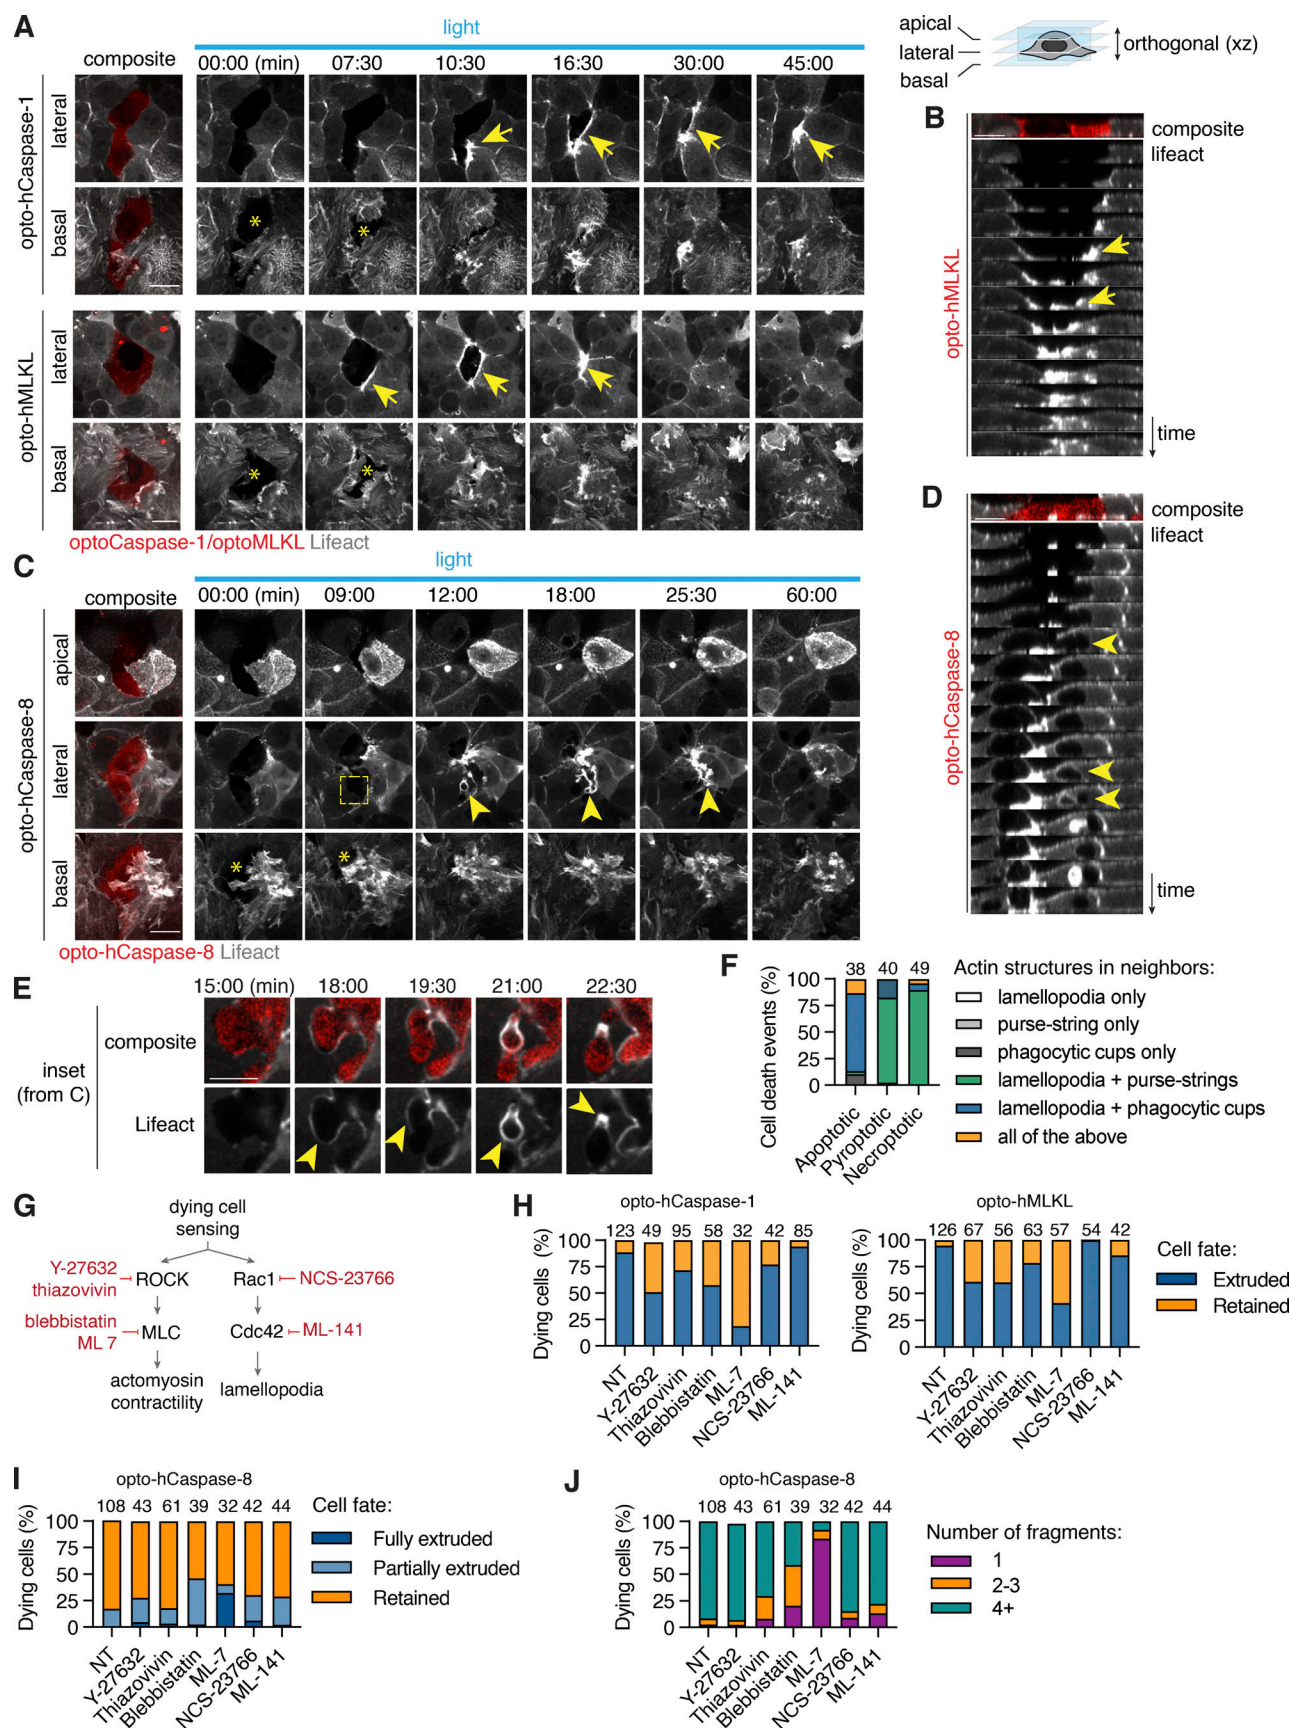 A
light
composite
00:00 (min)
07:30
10:30
16:30
30:00
45:00
opto-hCaspase-1
lateral
basal
*
*
opto-hMLKL
lateral
basal
*
*
optoCaspase-1/optoMLKL Lifeact
apical
lateral
basal
orthogonal (xz)
B
composite
lifeact
opto-hMLKL
time
C
light
composite
00:00 (min)
09:00
12:00
18:00
25:30
60:00
opto-hCaspase-8
apical
lateral
basal
*
*
opto-hCaspase-8 Lifeact
D
composite
lifeact
opto-hCaspase-8
time
E
15:00 (min)
18:00
19:30
21:00
22:30
inset
(from C)
composite
Lifeact
F
38 40 49
Cell death events (%)
100
75
50
25
0
Apoptotic
Pyroptotic
Necroptotic
Actin structures in neighbors:
lamellopodia only
purse-string only
phagocytic cups only
lamellopodia + purse-strings
lamellopodia + phagocytic cups
all of the above
G
dying cell
sensing
Y-27632
thiazovivin
ROCK
Rac1
NCS-23766
blebbistatin
ML 7
MLC
Cdc42
ML-141
actomyosin
contractility
lamellopodia
H
opto-hCaspase-1
123 49 95 58 32 42 85
Dying cells (%)
100
75
50
25
0
NT
Y-27632
Thiazovivin
Blebbistatin
ML-7
NCS-23766
ML-141
opto-hMLKL
126 67 56 63 57 54 42
Dying cells (%)
100
75
50
25
0
NT
Y-27632
Thiazovivin
Blebbistatin
ML-7
NCS-23766
ML-141
Cell fate:
Extruded
Retained
I
opto-hCaspase-8
108 43 61 39 32 42 44
Dying cells (%)
100
75
50
25
0
NT
Y-27632
Thiazovivin
Blebbistatin
ML-7
NCS-23766
ML-141
Cell fate:
Fully extruded
Partially extruded
Retained
J
opto-hCaspase-8
108 43 61 39 32 42 44
Dying cells (%)
100
75
50
25
0
NT
Y-27632
Thiazovivin
Blebbistatin
ML-7
NCS-23766
ML-141
Number of fragments:
1
2-3
4+